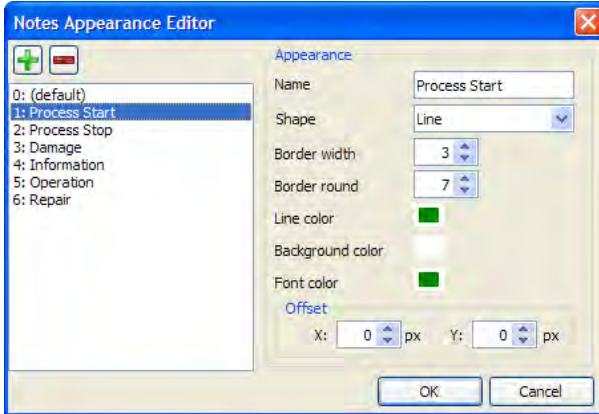 Notes Appearance Editor
0: (default)
1: Process Start
2: Process Stop
3: Damage
4: Information
5: Operation
6: Repair
Appearance
Name Process Start
Shape Line
Border width 3
Border round 7
Line color
Background color
Font color
Offset
X: 0 px Y: 0 px
OK Cancel